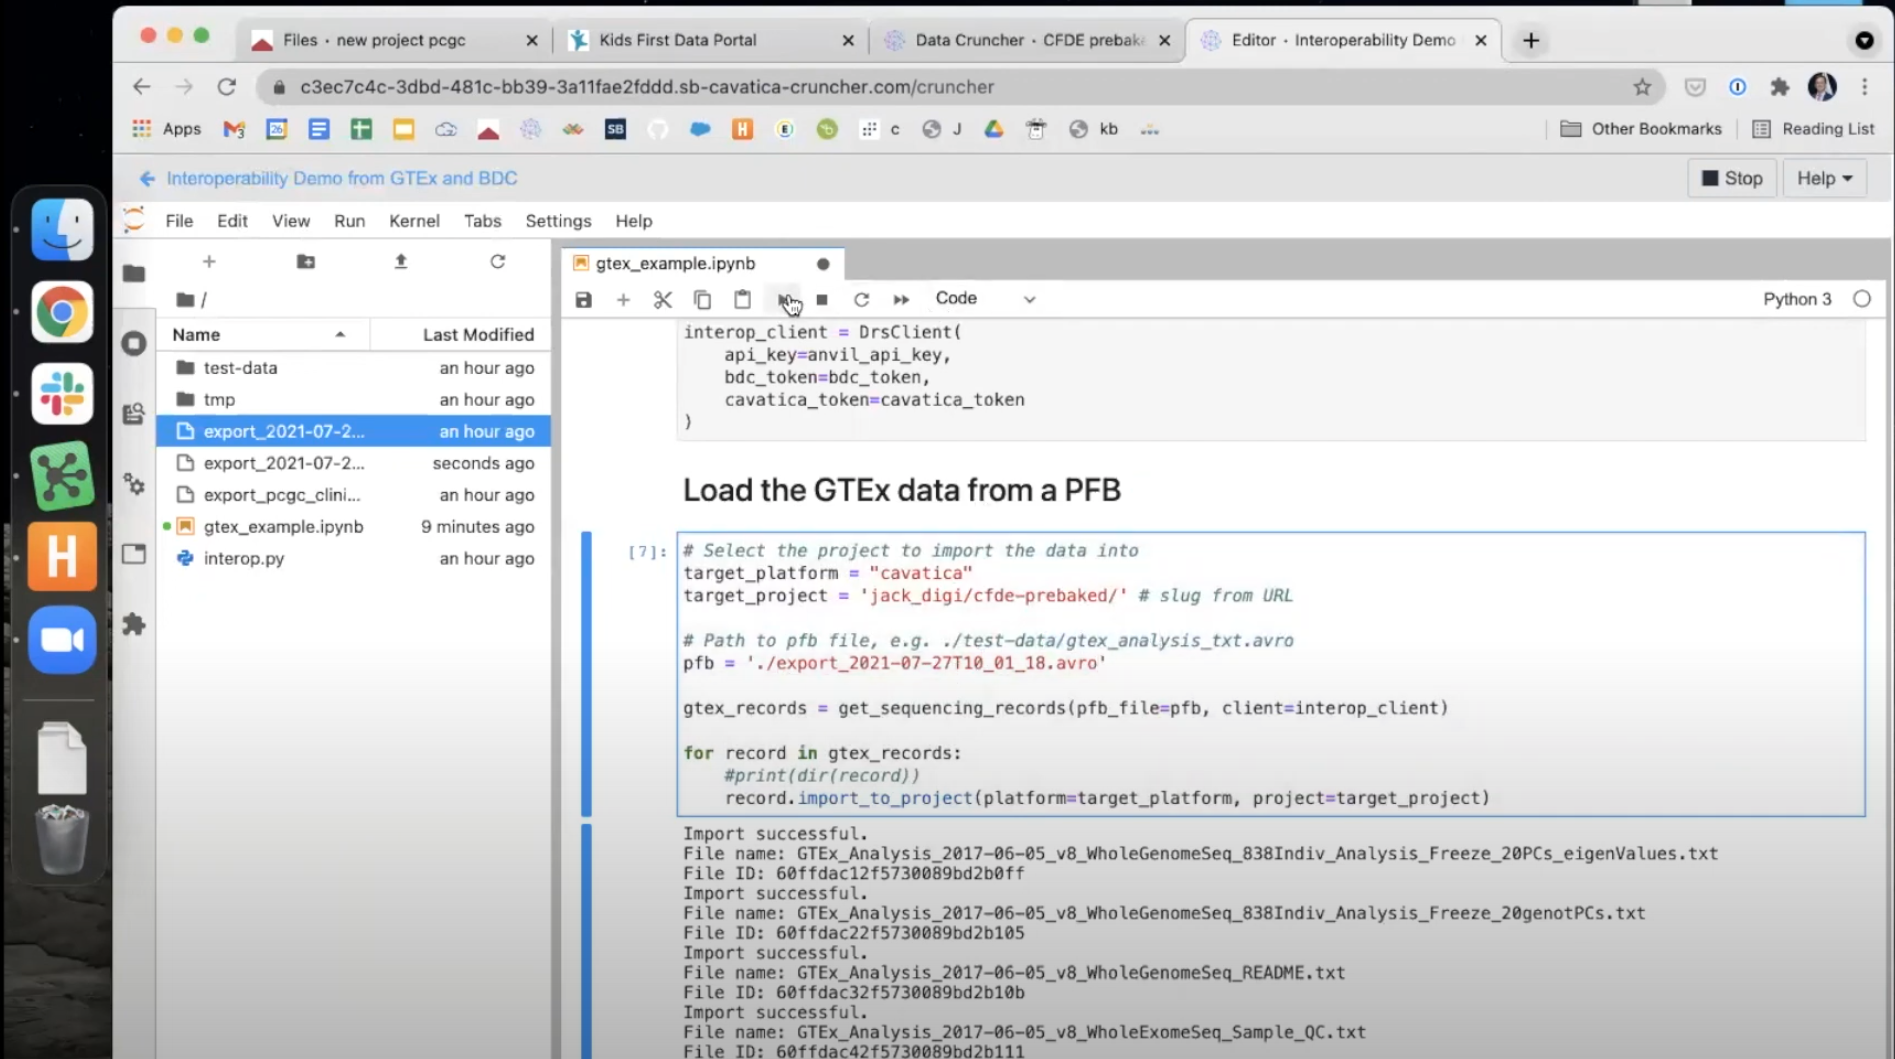 Files · new project pcgc
Kids First Data Portal
Data Cruncher · CFDE prebak
Editor · Interoperability Demo
c3ec7c4c-3dbd-481c-bb39-3a11fae2fddd.sb-cavatica-cruncher.com/cruncher
Apps
26
SB
H
E
c
J
kb
Other Bookmarks
Reading List
Interoperability Demo from GTEx and BDC
Stop
Help
File Edit View Run Kernel Tabs Settings Help
gtex_example.ipynb
Code
Python 3
/
Name Last Modified
test-data an hour ago
tmp an hour ago
export_2021-07-2... an hour ago
export_2021-07-2... seconds ago
export_pcgc_clini... an hour ago
gtex_example.ipynb 9 minutes ago
interop.py an hour ago
H
interop_client = DrsClient(
api_key=anvil_api_key,
bdc_token=bdc_token,
cavatica_token=cavatica_token
)
Load the GTEx data from a PFB
[7]:
# Select the project to import the data into
target_platform = "cavatica"
target_project = 'jack_digi/cfde-prebaked/' # slug from URL
# Path to pfb file, e.g. ./test-data/gtex_analysis_txt.avro
pfb = './export_2021-07-27T10_01_18.avro'
gtex_records = get_sequencing_records(pfb_file=pfb, client=interop_client)
for record in gtex_records:
#print(dir(record))
record.import_to_project(platform=target_platform, project=target_project)
Import successful.
File name: GTEx_Analysis_2017-06-05_v8_WholeGenomeSeq_838Indiv_Analysis_Freeze_20PCs_eigenValues.txt
File ID: 60ffdac12f5730089bd2b0ff
Import successful.
File name: GTEx_Analysis_2017-06-05_v8_WholeGenomeSeq_838Indiv_Analysis_Freeze_20genotPCs.txt
File ID: 60ffdac22f5730089bd2b105
Import successful.
File name: GTEx_Analysis_2017-06-05_v8_WholeGenomeSeq_README.txt
File ID: 60ffdac32f5730089bd2b10b
Import successful.
File name: GTEx_Analysis_2017-06-05_v8_WholeExomeSeq_Sample_QC.txt
File ID: 60ffdac42f5730089bd2b111